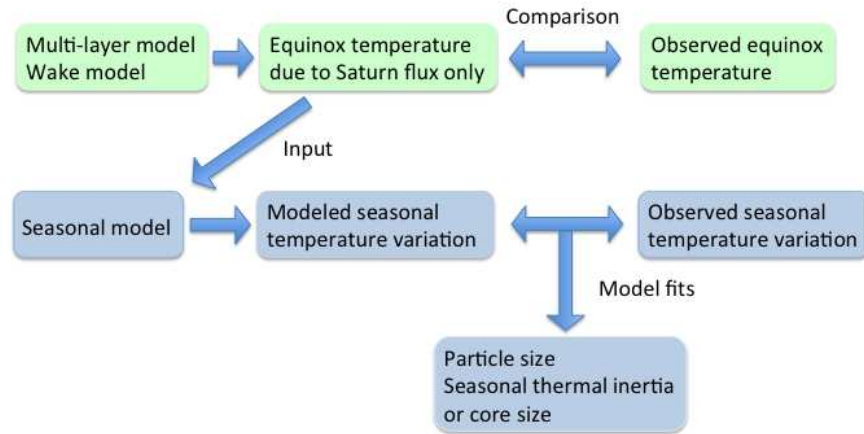 Comparison
Multi-layer model
Wake model
Equinox temperature
due to Saturn flux only
Observed equinox
temperature
Input
Seasonal model
Modeled seasonal
temperature variation
Observed seasonal
temperature variation
Model fits
Particle size
Seasonal thermal inertia
or core size